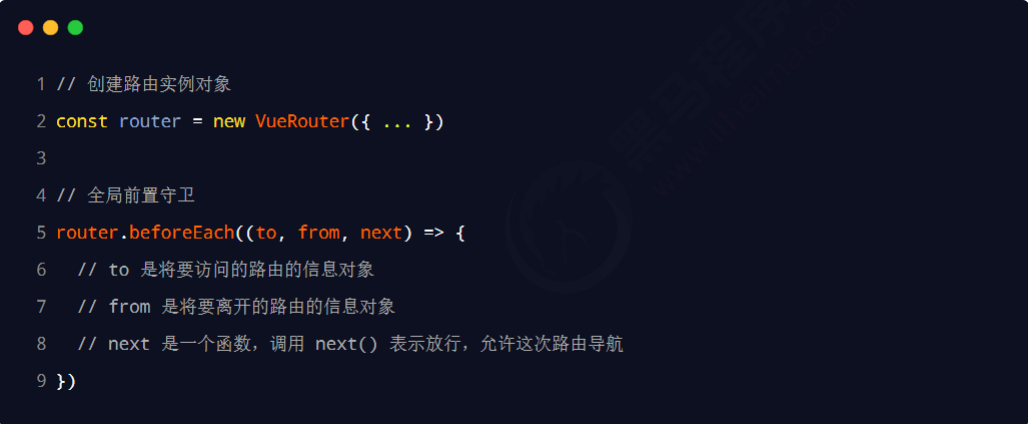 1 // 创建路由实例对象
2 const router = new VueRouter({ ... })
3
4 // 全局前置守卫
5 router.beforeEach((to, from, next) => {
6   // to 是将要访问的路由的信息对象
7   // from 是将要离开的路由的信息对象
8   // next 是一个函数，调用 next() 表示放行，允许这次路由导航
9 })